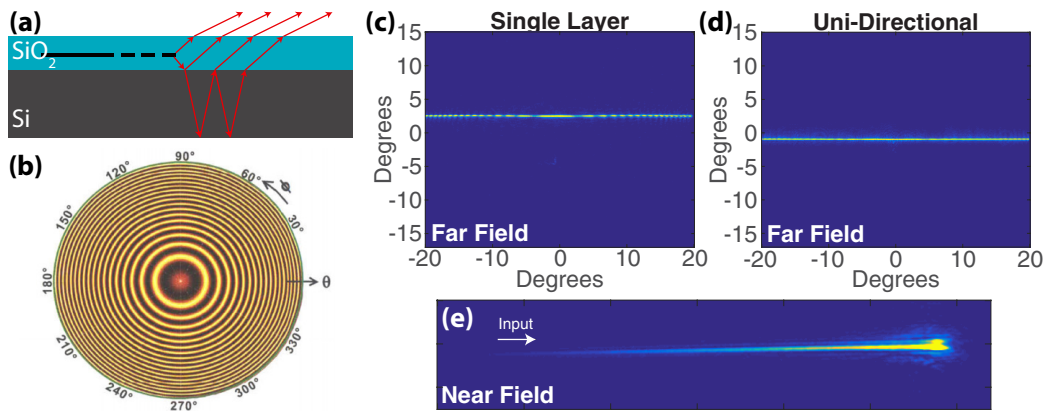 (a)
SiO2
Si
(b)
90°
120°
60°
ϕ
150°
30°
180°
θ
210°
330°
240°
300°
270°
(c)
Single Layer
15
10
5
0
-5
-10
-15
Degrees
Far Field
-20
-10
0
10
20
Degrees
(d)
Uni-Directional
15
10
5
0
-5
-10
-15
Degrees
Far Field
-20
-10
0
10
20
Degrees
(e)
Input
Near Field